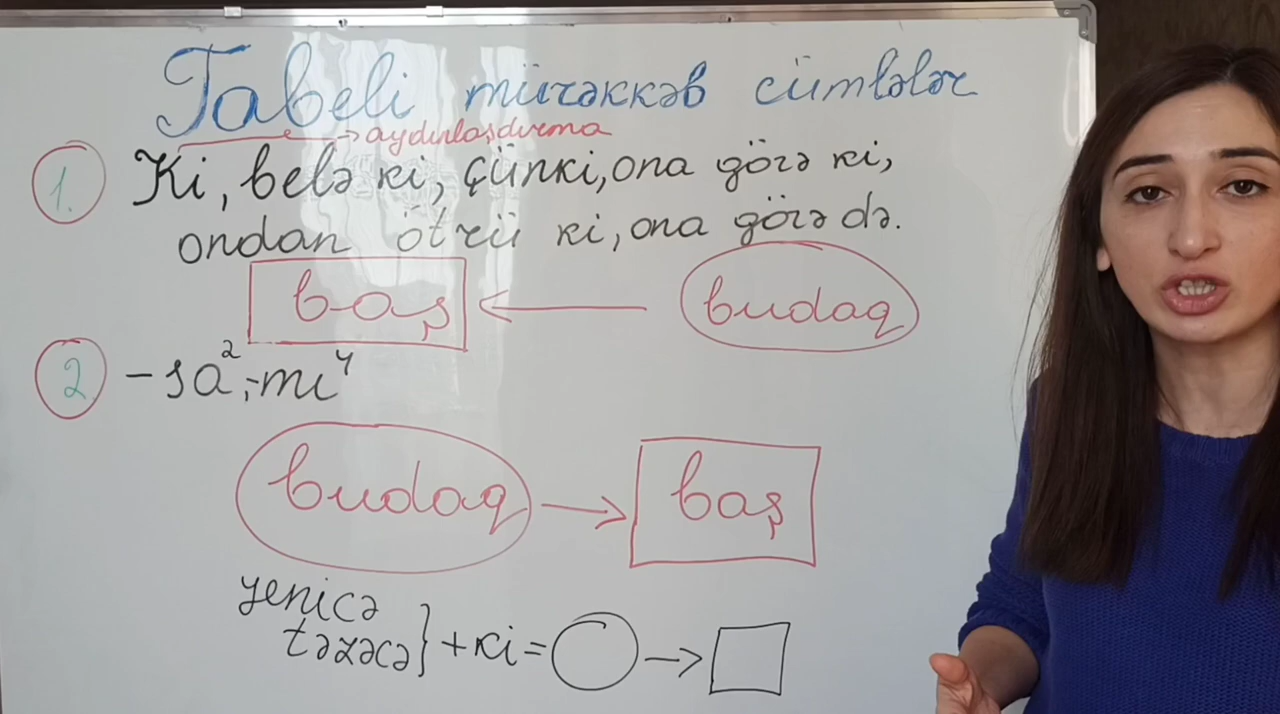 Tabeli mürəkkəb cümlələr
→ aydınlaşdırma
1. Ki, belə ki, çünki, ona görə ki,
ondan ötrü ki, ona görə də.
baş ← budaq
2. -sa², -mı⁴
budaq → baş
yenicə
təzəcə } +ki = ○ → □